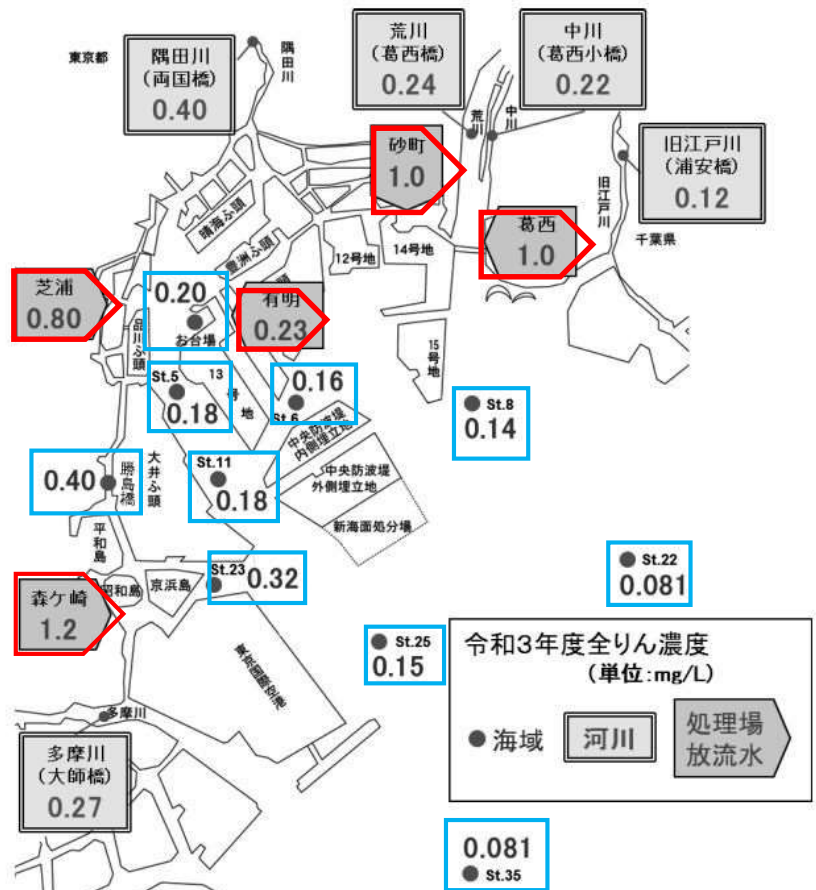 東京都
隅田川
(両国橋)
0.40
隅田川
荒川
(葛西橋)
0.24
中川
(葛西小橋)
0.22
荒川
中川
旧江戸川
(浦安橋)
0.12
旧江戸川
千葉県
砂町
1.0
葛西
1.0
晴海ふ頭
豊洲ふ頭
12号地
14号地
15号地
芝浦
0.80
0.20
お台場
有明
0.23
頭
品川ふ頭
St.5
0.18
13号地
0.16
St.6
St.8
0.14
中央防波堤
内側埋立地
中央防波堤
外側埋立地
新海面処分場
0.40
勝島橋
大井ふ頭
St.11
0.18
平和島
St.23
0.32
昭和島
京浜島
森ケ崎
1.2
St.22
0.081
St.25
0.15
東京国際空港
多摩川
多摩川
(大師橋)
0.27
令和3年度全りん濃度
(単位:mg/L)
海域
河川
処理場
放流水
0.081
St.35